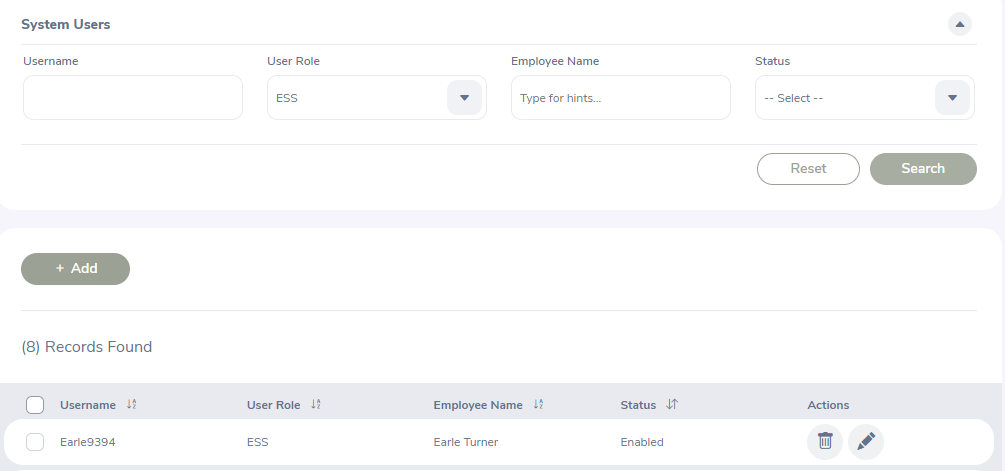 System Users
Username User Role Employee Name Status
ESS Type for hints... -- Select --
Reset Search
+ Add
(8) Records Found
Username User Role Employee Name Status Actions
Earle9394 ESS Earle Turner Enabled